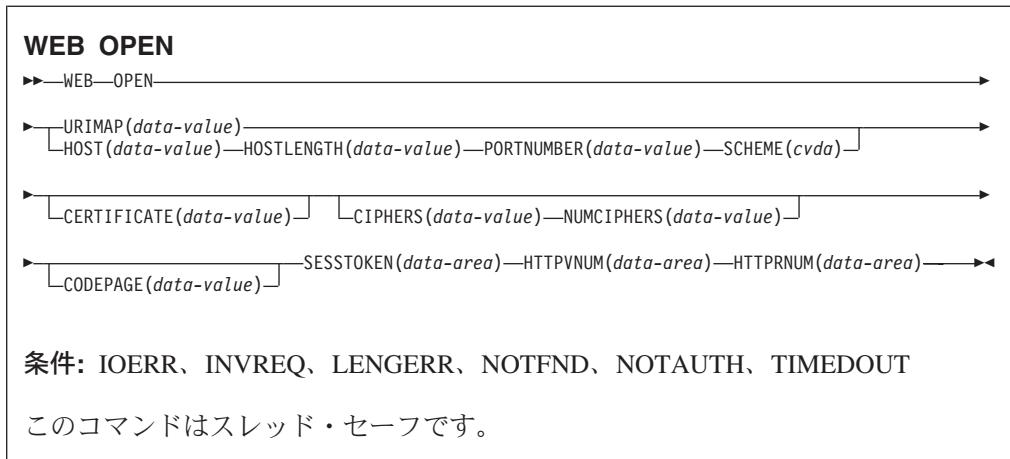 WEB OPEN
WEB OPEN
URIMAP(data-value)
HOST(data-value) HOSTLENGTH(data-value) PORTNUMBER(data-value) SCHEME(cvda)
CERTIFICATE(data-value) CIPHERS(data-value) NUMCIPHERS(data-value)
SESSTOKEN(data-area) HTTPVNUM(data-area) HTTPRNUM(data-area)
CODEPAGE(data-value)
条件: IOERR、INVREQ、LENGERR、NOTFND、NOTAUTH、TIMEDOUT
このコマンドはスレッド・セーフです。